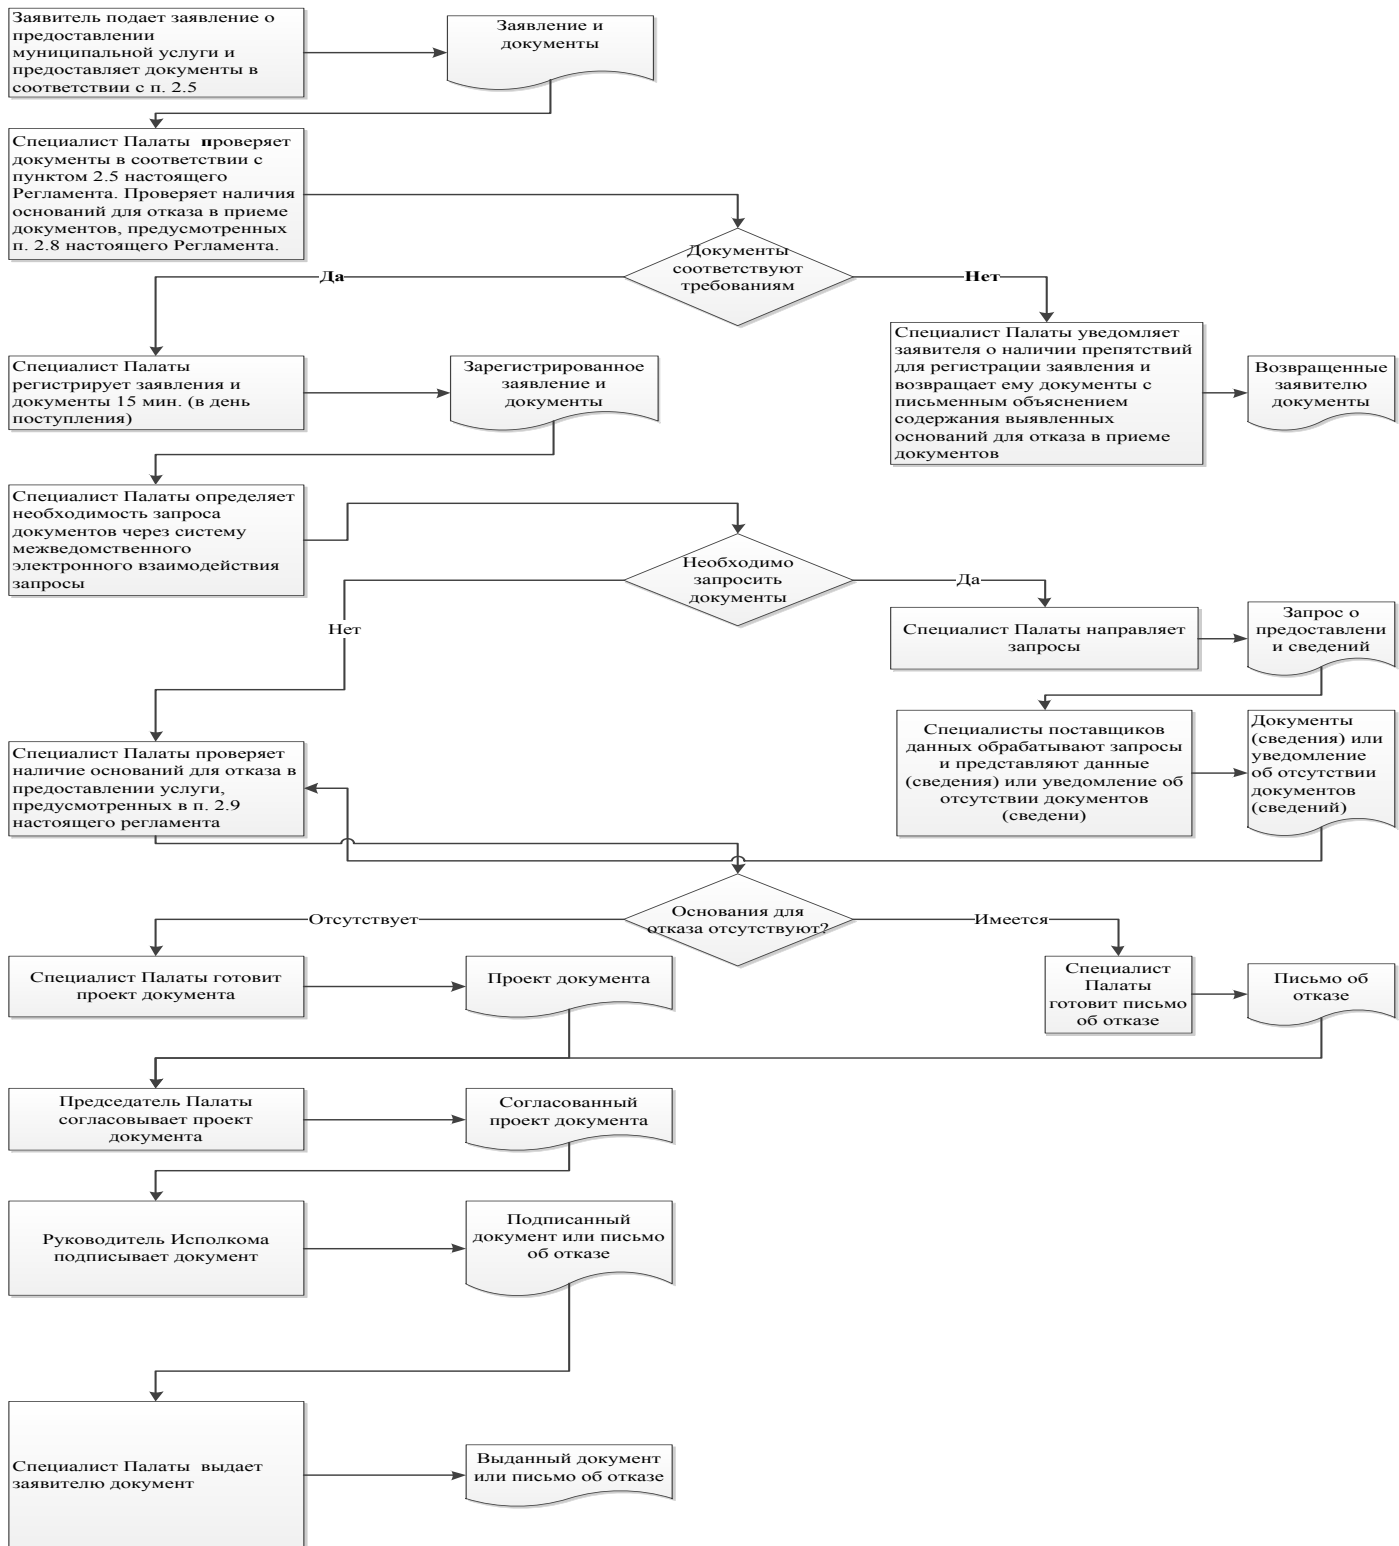 Заявитель подает заявление о
предоставлении
муниципальной услуги и
предоставляет документы в
соответствии с п. 2.5
Заявление и
документы
Специалист Палаты проверяет
документы в соответствии с
пунктом 2.5 настоящего
Регламента. Проверяет наличия
оснований для отказа в приеме
документов, предусмотренных
п. 2.8 настоящего Регламента.
Документы
соответствуют
требованиям
Да
Нет
Специалист Палаты
регистрирует заявления и
документы 15 мин. (в день
поступления)
Зарегистрированное
заявление и
документы
Специалист Палаты уведомляет
заявителя о наличии препятствий
для регистрации заявления и
возвращает ему документы с
письменным объяснением
содержания выявленных
оснований для отказа в приеме
документов
Возвращенные
заявителю
документы
Специалист Палаты определяет
необходимость запроса
документов через систему
межведомственного
электронного взаимодействия
запросы
Необходимо
запросить
документы
Да
Нет
Специалист Палаты направляет
запросы
Запрос о
предоставлени
и сведений
Специалисты поставщиков
данных обрабатывают запросы
и представляют данные
(сведения) или уведомление об
отсутствии документов
(сведени)
Документы
(сведения) или
уведомление
об отсутствии
документов
(сведений)
Специалист Палаты проверяет
наличие оснований для отказа в
предоставлении услуги,
предусмотренных в п. 2.9
настоящего регламента
Основания для
отказа отсутствуют?
Отсутствует
Имеется
Специалист Палаты готовит
проект документа
Проект документа
Специалист
Палаты
готовит письмо
об отказе
Письмо об
отказе
Председатель Палаты
согласовывает проект
документа
Согласованный
проект документа
Руководитель Исполкома
подписывает документ
Подписанный
документ или письмо
об отказе
Специалист Палаты выдает
заявителю документ
Выданный документ
или письмо об отказе